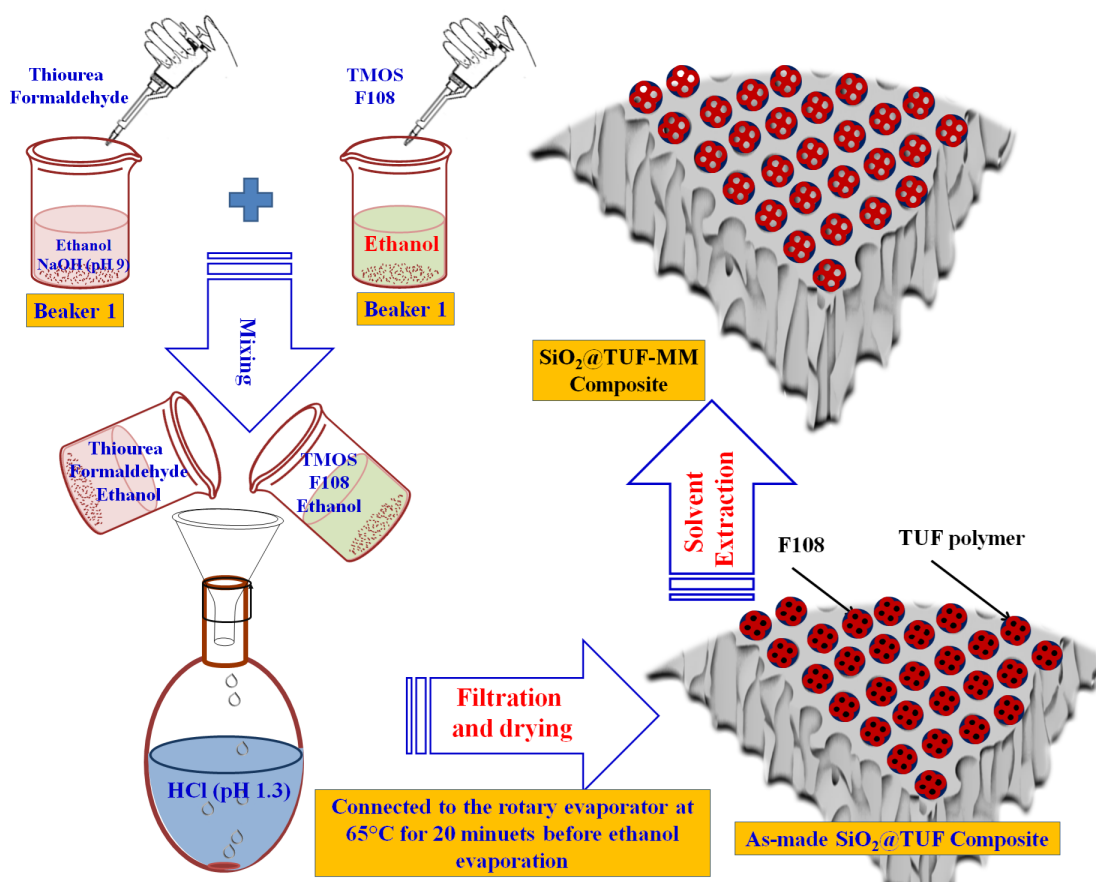 Thiourea
Formaldehyde
TMOS
F108
Ethanol
NaOH (pH 9)
Ethanol
Beaker 1
Beaker 1
Mixing
Thiourea
Formaldehyde
Ethanol
TMOS
F108
Ethanol
HCl (pH 1.3)
Filtration
and drying
Connected to the rotary evaporator at
65°C for 20 minuets before ethanol
evaporation
F108
TUF polymer
As-made SiO₂@TUF Composite
Solvent
Extraction
SiO₂@TUF-MM
Composite